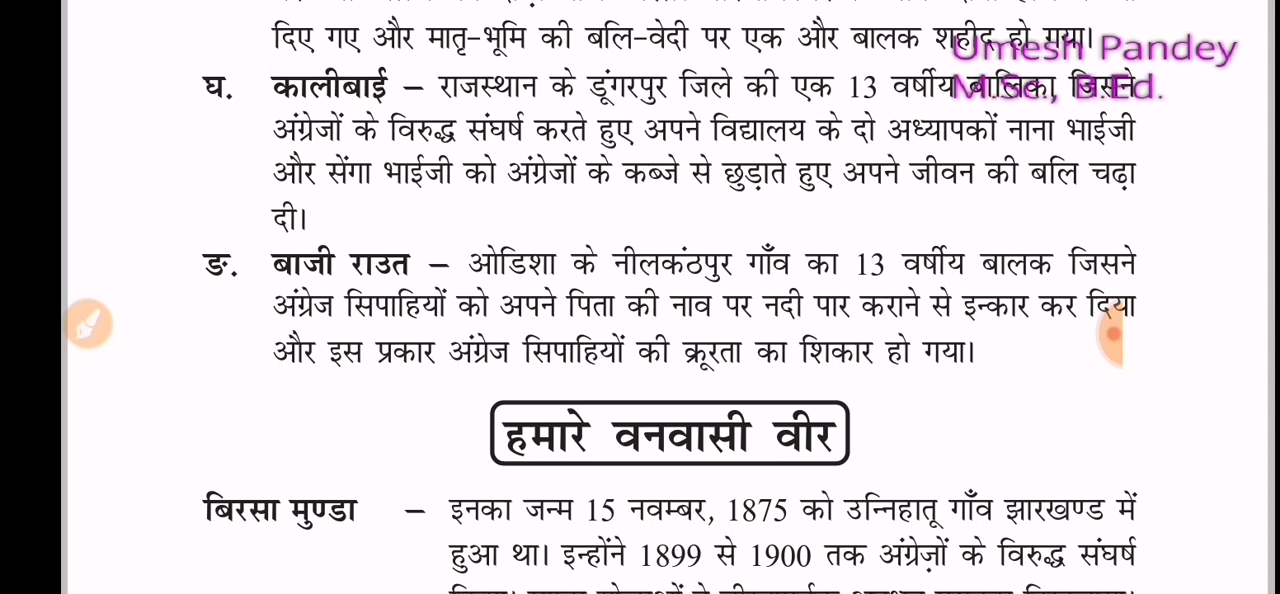 दिए गए और मातृ-भूमि की बलि-वेदी पर एक और बालक शहीद हो गया।
Umesh Pandey
M.Sc., B.Ed.
घ. कालीबाई – राजस्थान के डूंगरपुर जिले की एक 13 वर्षीय बालिका जिसने
अंग्रेजों के विरुद्ध संघर्ष करते हुए अपने विद्यालय के दो अध्यापकों नाना भाईजी
और सेंगा भाईजी को अंग्रेजों के कब्जे से छुड़ाते हुए अपने जीवन की बलि चढ़ा
दी।
ङ. बाजी राउत – ओडिशा के नीलकंठपुर गाँव का 13 वर्षीय बालक जिसने
अंग्रेज सिपाहियों को अपने पिता की नाव पर नदी पार कराने से इन्कार कर दिया
और इस प्रकार अंग्रेज सिपाहियों की क्रूरता का शिकार हो गया।
हमारे वनवासी वीर
बिरसा मुण्डा – इनका जन्म 15 नवम्बर, 1875 को उन्निहातू गाँव झारखण्ड में
हुआ था। इन्होंने 1899 से 1900 तक अंग्रेज़ों के विरुद्ध संघर्ष